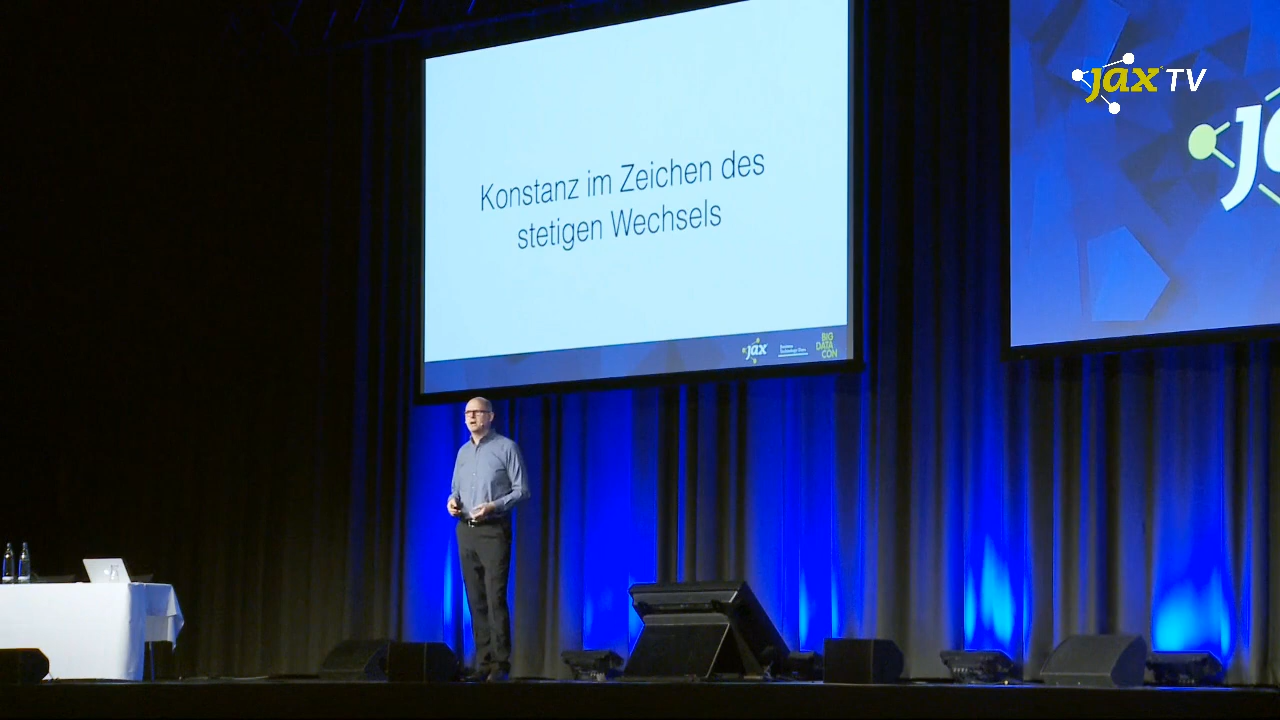 jax TV
Konstanz im Zeichen des
stetigen Wechsels
jax
BIG
DATA
CON